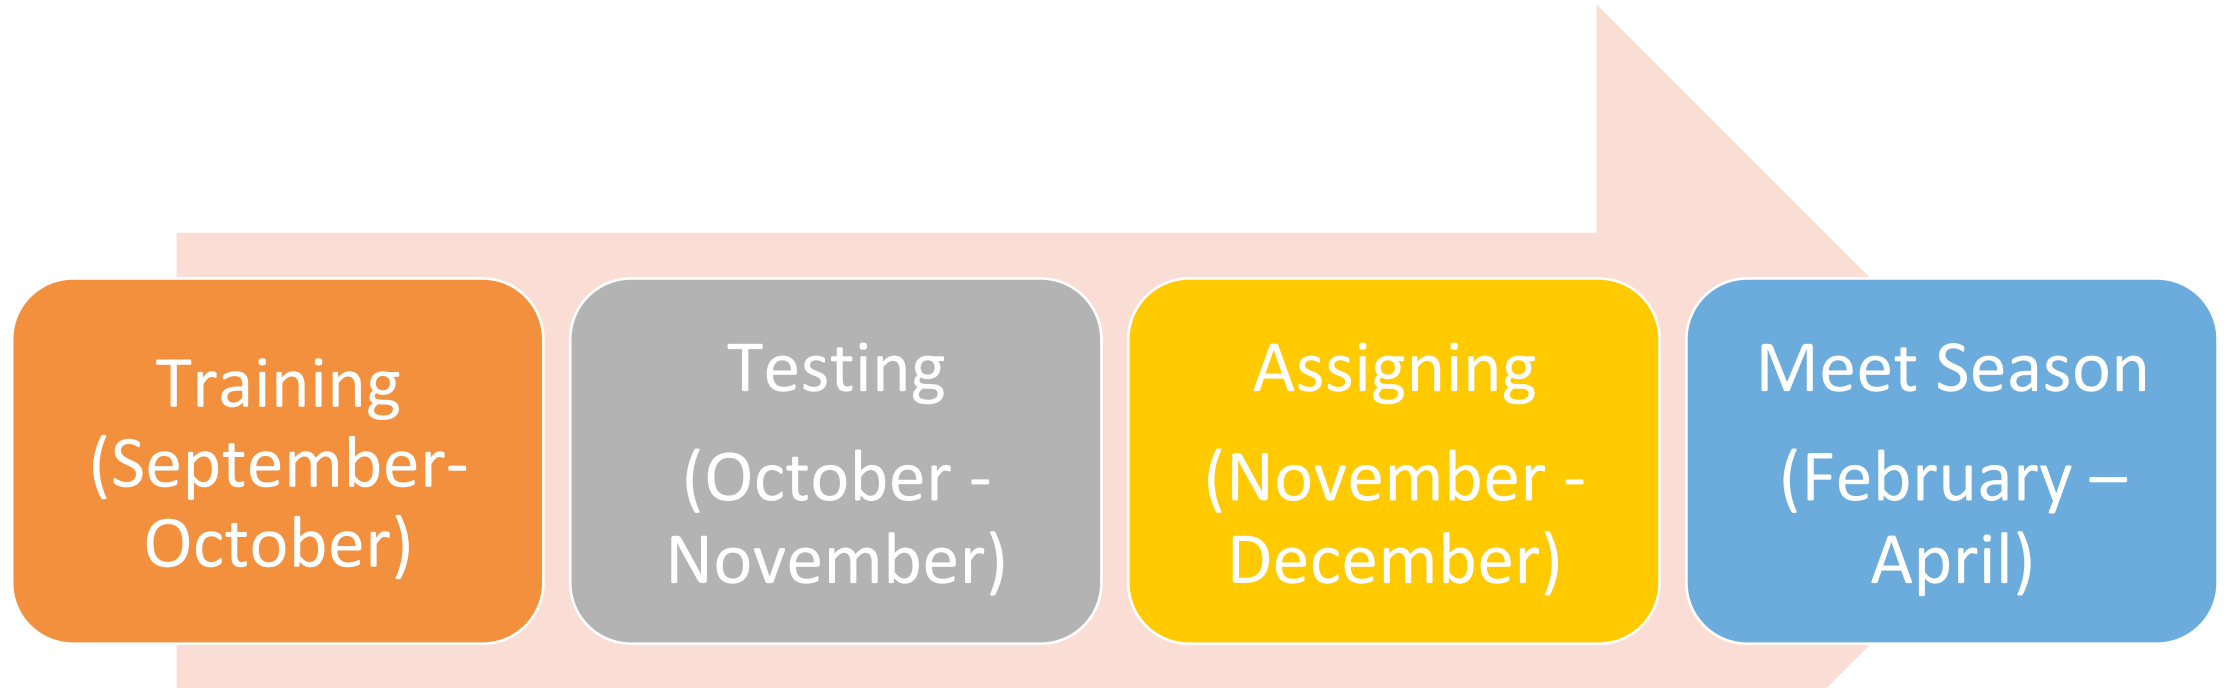 Training
(September-
October)
Testing
(October -
November)
Assigning
(November -
December)
Meet Season
(February –
April)